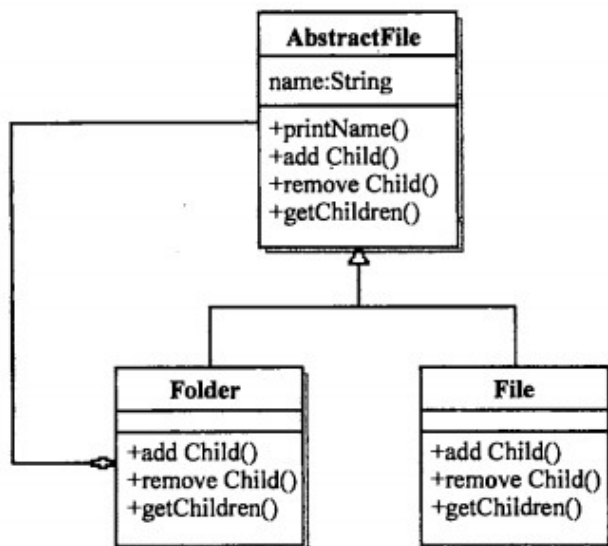 AbstractFile
name:String
+printName()
+add Child()
+remove Child()
+getChildren()
Folder
+add Child()
+remove Child()
+getChildren()
File
+add Child()
+remove Child()
+getChildren()